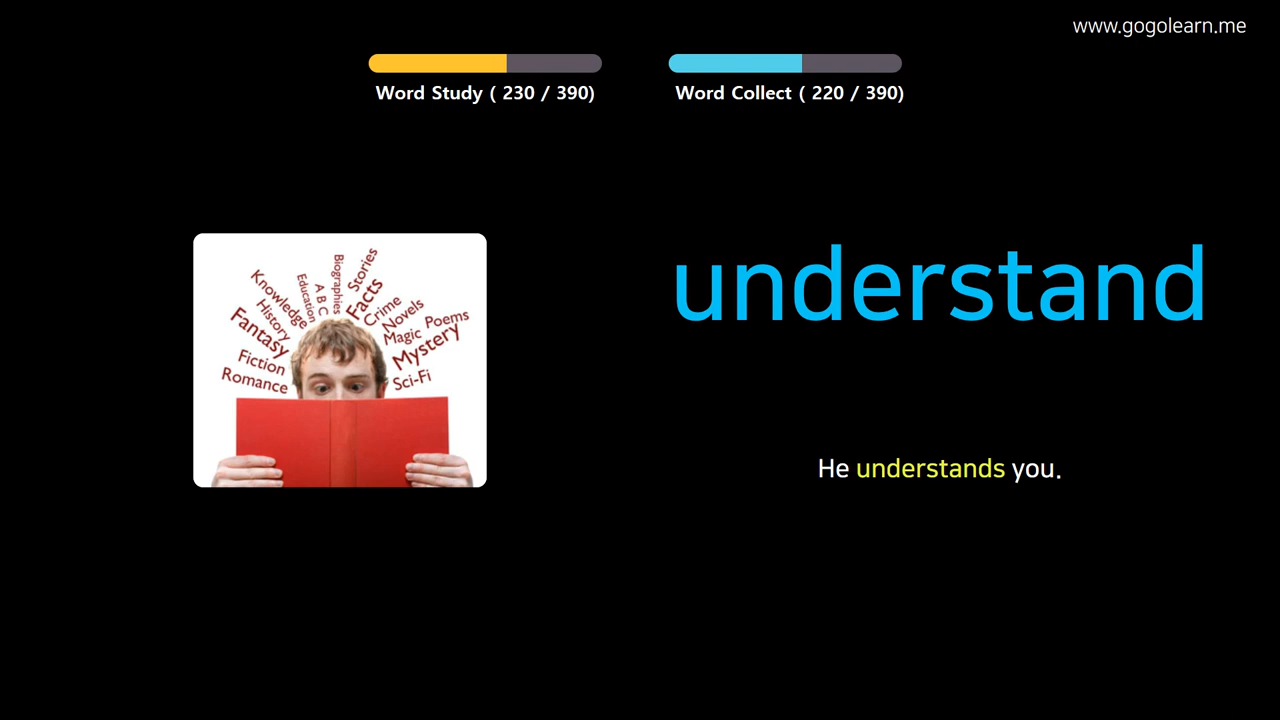 www.gogolearn.me
Word Study ( 230 / 390)
Word Collect ( 220 / 390)
understand
He understands you.
Knowledge
History
Fantasy
Fiction
Romance
Education
A B C
Biographies
Stories
Facts
Crime
Novels
Magic
Poems
Mystery
Sci-Fi